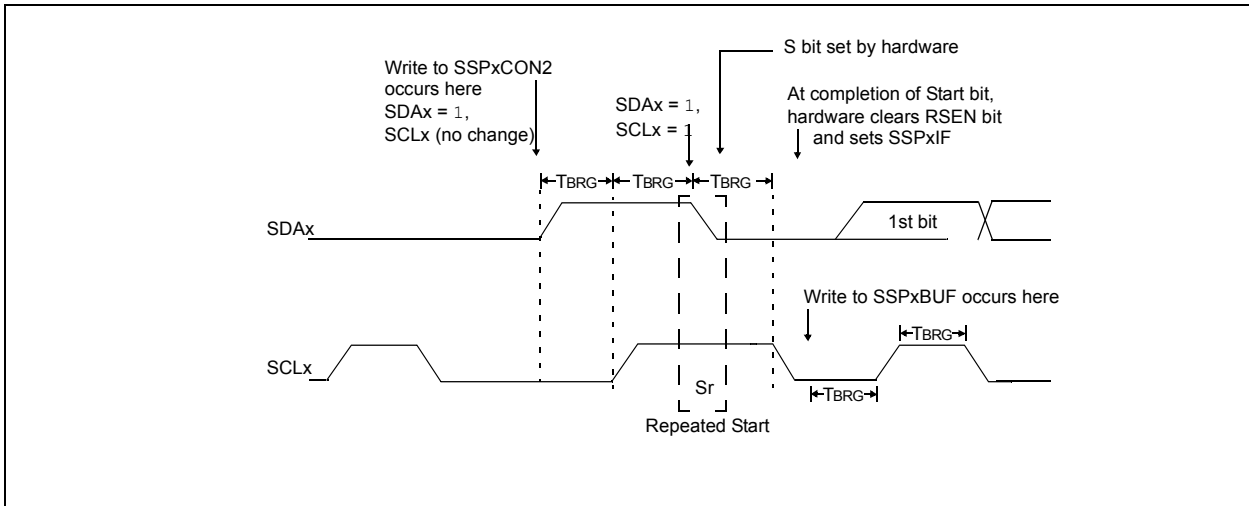 S bit set by hardware
Write to SSPxCON2
occurs here
SDAx = 1,
SCLx (no change)
SDAx = 1,
SCLx = 1
At completion of Start bit,
hardware clears RSEN bit
and sets SSPxIF
TBRG
TBRG
TBRG
SDAx
1st bit
Write to SSPxBUF occurs here
TBRG
SCLx
Sr
TBRG
Repeated Start